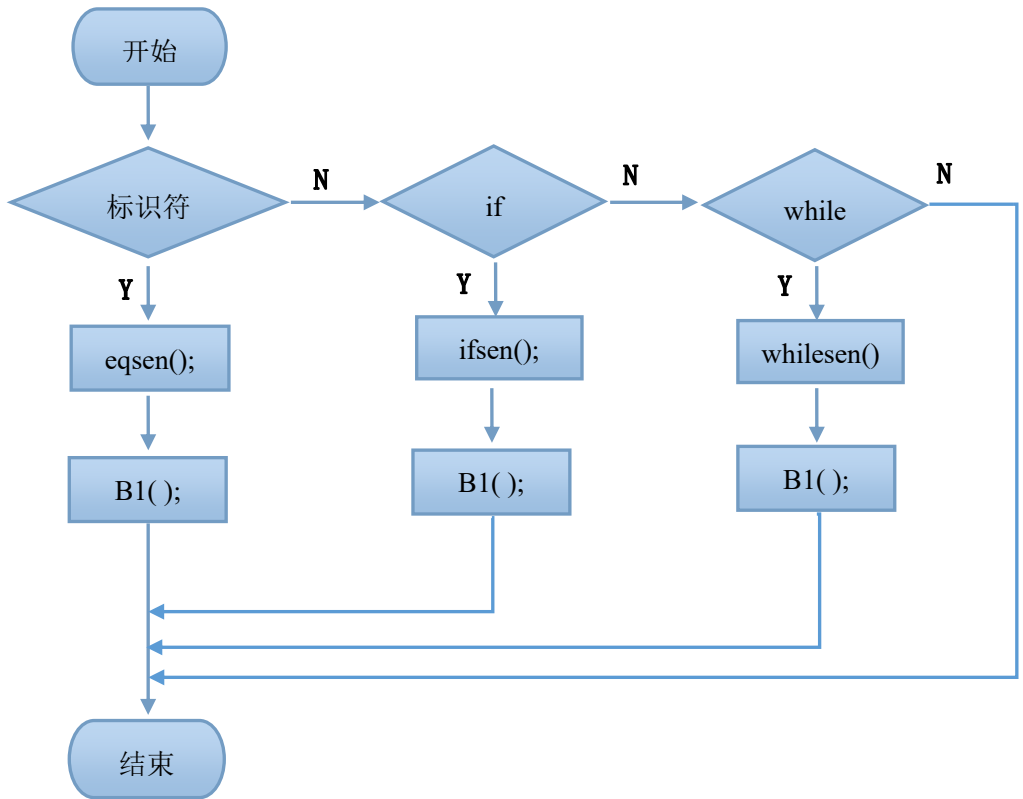 开始
标识符
N
if
N
while
N
Y
Y
Y
eqsen();
ifsen();
whilesen()
B1( );
B1( );
B1( );
结束